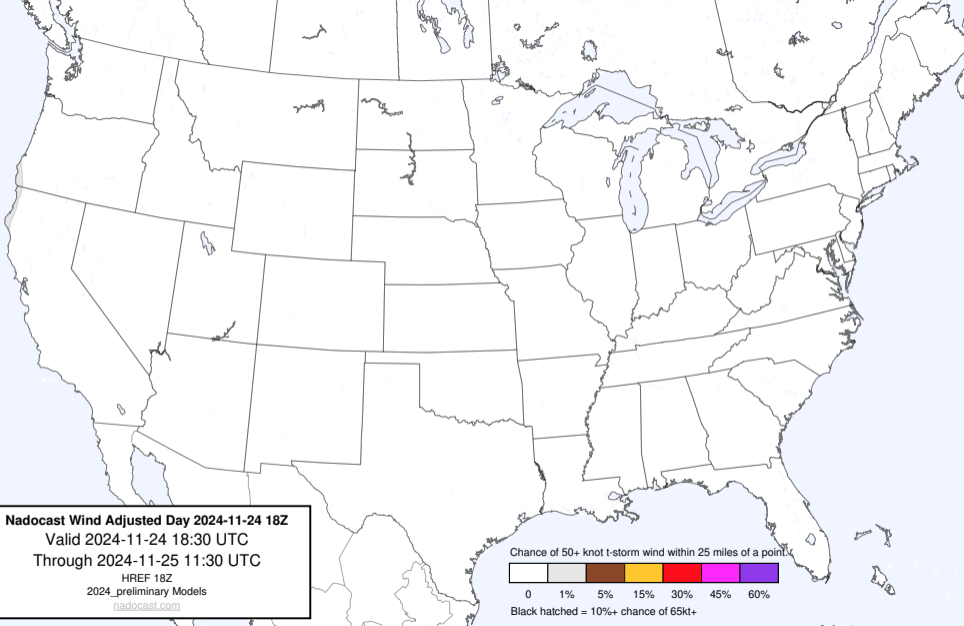 Nadocast Wind Adjusted Day 2024-11-24 18Z
Valid 2024-11-24 18:30 UTC
Through 2024-11-25 11:30 UTC
HREF 18Z
2024_preliminary Models
nadocast.com
Chance of 50+ knot t-storm wind within 25 miles of a point.
0 1% 5% 15% 30% 45% 60%
Black hatched = 10%+ chance of 65kt+